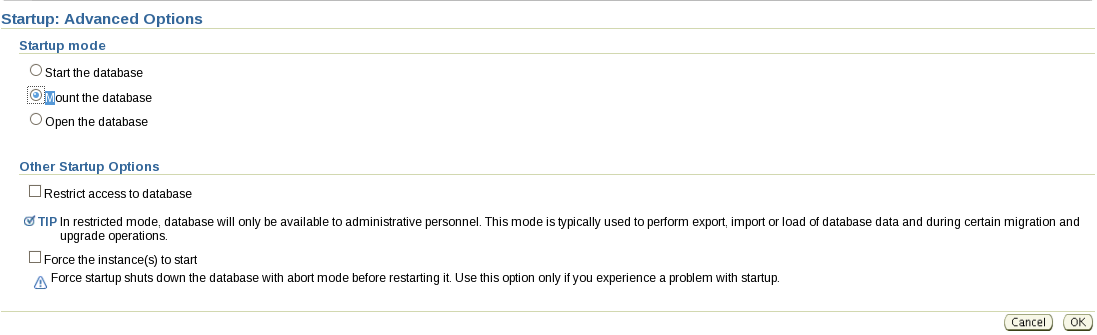 Startup: Advanced Options
Startup mode
Start the database
Mount the database
Open the database
Other Startup Options
Restrict access to database
TIP In restricted mode, database will only be available to administrative personnel. This mode is typically used to perform export, import or load of database data and during certain migration and
upgrade operations.
Force the instance(s) to start
Force startup shuts down the database with abort mode before restarting it. Use this option only if you experience a problem with startup.
Cancel OK